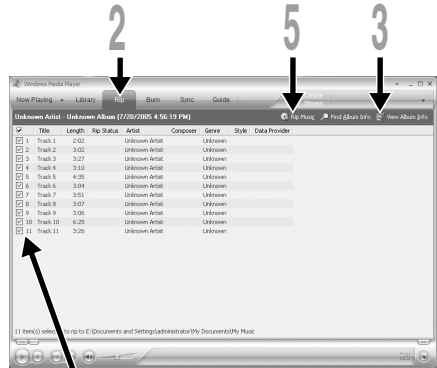 2 5 3
Windows Media Player
Now Playing Library Rip Burn Sync Guide Online Stores
Unknown Artist - Unknown Album (7/20/2005 4:56:19 PM) Rip Music Find Album Info View Album Info
Title Length Rip Status Artist Composer Genre Style Data Provider
1 Track 1 2:02 Unknown Artist Unknown
2 Track 2 3:02 Unknown Artist Unknown
3 Track 3 3:27 Unknown Artist Unknown
4 Track 4 3:10 Unknown Artist Unknown
5 Track 5 4:35 Unknown Artist Unknown
6 Track 6 3:04 Unknown Artist Unknown
7 Track 7 3:51 Unknown Artist Unknown
8 Track 8 3:07 Unknown Artist Unknown
9 Track 9 3:06 Unknown Artist Unknown
10 Track 10 6:25 Unknown Artist Unknown
11 Track 11 3:26 Unknown Artist Unknown
11 item(s) selected to rip to E:\Documents and Settings\administrator\My Documents\My Music